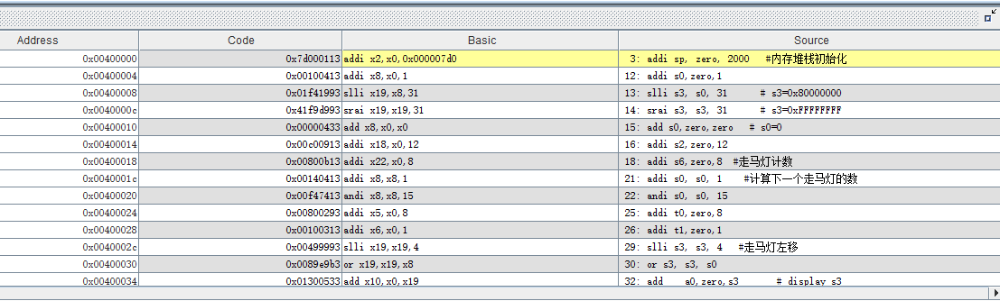 Address Code Basic Source
0x00400000 0x7d000113 addi x2,x0,0x000007d0 3: addi sp, zero, 2000 #内存堆栈初始化
0x00400004 0x00100413 addi x8,x0,1 12: addi s0,zero,1
0x00400008 0x01f41993 slli x19,x8,31 13: slli s3, s0, 31 # s3=0x80000000
0x0040000c 0x41f9d993 srai x19,x19,31 14: srai s3, s3, 31 # s3=0xFFFFFFFF
0x00400010 0x00000433 add x8,x0,x0 15: add s0,zero,zero # s0=0
0x00400014 0x00c00913 addi x18,x0,12 16: addi s2,zero,12
0x00400018 0x00800b13 addi x22,x0,8 18: addi s6,zero,8 #走马灯计数
0x0040001c 0x00140413 addi x8,x8,1 21: addi s0, s0, 1 #计算下一个走马灯的数
0x00400020 0x00f47413 andi x8,x8,15 22: andi s0, s0, 15
0x00400024 0x00800293 addi x5,x0,8 25: addi t0,zero,8
0x00400028 0x00100313 addi x6,x0,1 26: addi t1,zero,1
0x0040002c 0x00499993 slli x19,x19,4 29: slli s3, s3, 4 #走马灯左移
0x00400030 0x0089e9b3 or x19,x19,x8 30: or s3, s3, s0
0x00400034 0x01300533 add x10,x0,x19 32: add a0,zero,s3 # display s3